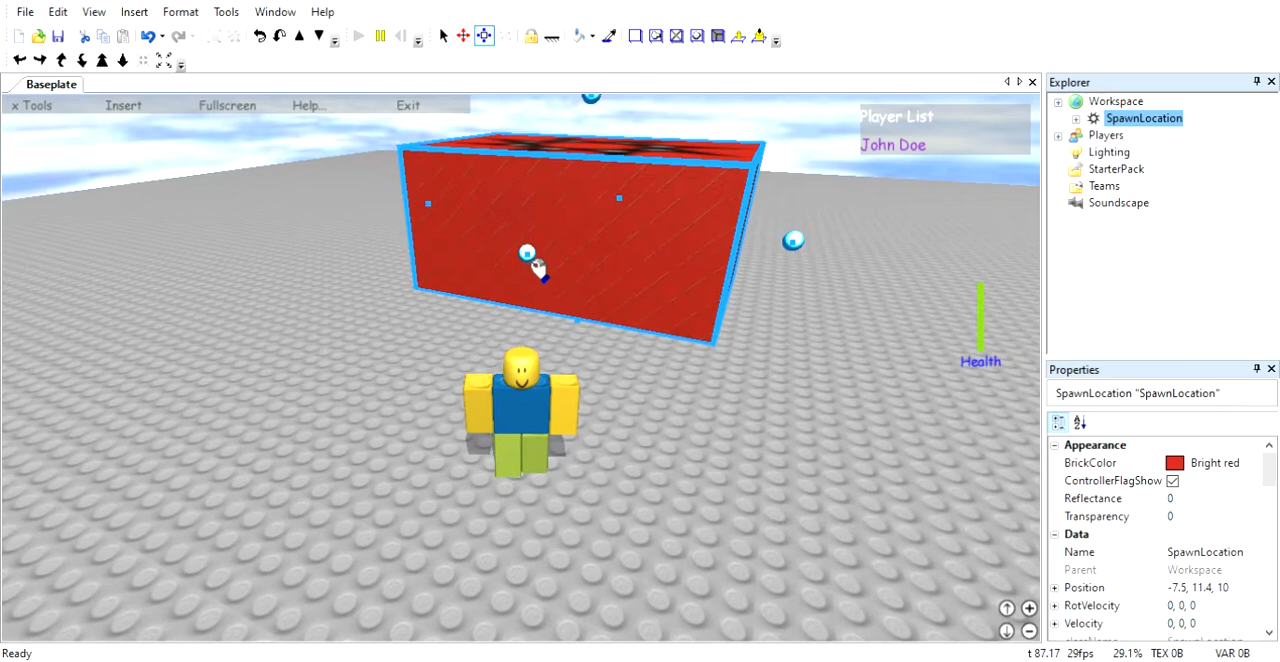 File Edit View Insert Format Tools Window Help
Baseplate
x Tools Insert Fullscreen Help... Exit
Player List
John Doe
Health
Explorer
Workspace
SpawnLocation
Players
Lighting
StarterPack
Teams
Soundscape
Properties
SpawnLocation "SpawnLocation"
Appearance
BrickColor Bright red
ControllerFlagShow
Reflectance 0
Transparency 0
Data
Name SpawnLocation
Parent Workspace
Position -7.5, 11.4, 10
RotVelocity 0, 0, 0
Velocity 0, 0, 0
Ready t 87.17 29fps 29.1% TEX 0B VAR 0B